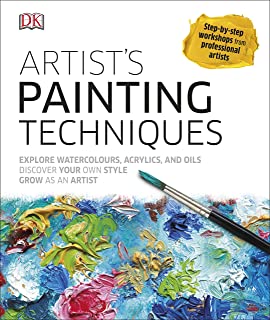 DK
Step-by-step
workshops from
professional
artists
ARTIST'S
PAINTING
TECHNIQUES
EXPLORE WATERCOLOURS, ACRYLICS, AND OILS
DISCOVER YOUR OWN STYLE
GROW AS AN ARTIST